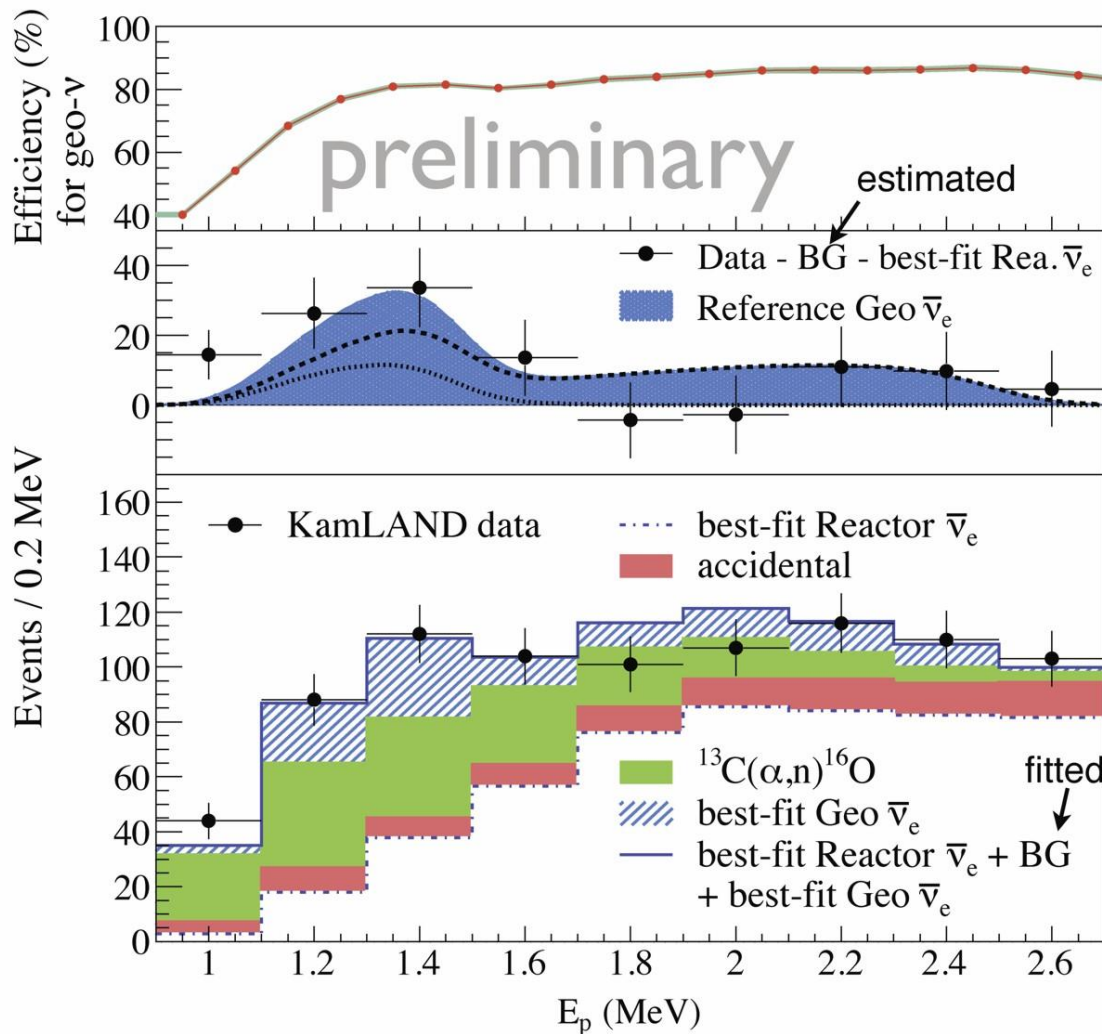 Efficiency (%)
for geo-ν
100
80
60
40
preliminary
estimated
40
20
0
Data - BG - best-fit Rea. ν̅ₑ
Reference Geo ν̅ₑ
Events / 0.2 MeV
160
140
120
100
80
60
40
20
0
KamLAND data
best-fit Reactor ν̅ₑ
accidental
¹³C(α,n)¹⁶O
fitted
best-fit Geo ν̅ₑ
best-fit Reactor ν̅ₑ + BG
+ best-fit Geo ν̅ₑ
1 1.2 1.4 1.6 1.8 2 2.2 2.4 2.6
Eₚ (MeV)